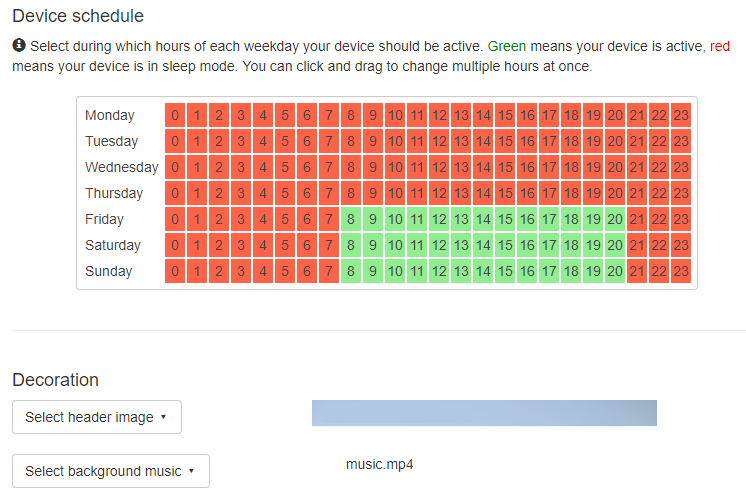 Device schedule
Select during which hours of each weekday your device should be active. Green means your device is active, red
means your device is in sleep mode. You can click and drag to change multiple hours at once.
Monday 0 1 2 3 4 5 6 7 8 9 10 11 12 13 14 15 16 17 18 19 20 21 22 23
Tuesday 0 1 2 3 4 5 6 7 8 9 10 11 12 13 14 15 16 17 18 19 20 21 22 23
Wednesday 0 1 2 3 4 5 6 7 8 9 10 11 12 13 14 15 16 17 18 19 20 21 22 23
Thursday 0 1 2 3 4 5 6 7 8 9 10 11 12 13 14 15 16 17 18 19 20 21 22 23
Friday 0 1 2 3 4 5 6 7 8 9 10 11 12 13 14 15 16 17 18 19 20 21 22 23
Saturday 0 1 2 3 4 5 6 7 8 9 10 11 12 13 14 15 16 17 18 19 20 21 22 23
Sunday 0 1 2 3 4 5 6 7 8 9 10 11 12 13 14 15 16 17 18 19 20 21 22 23
Decoration
Select header image
Select background music music.mp4